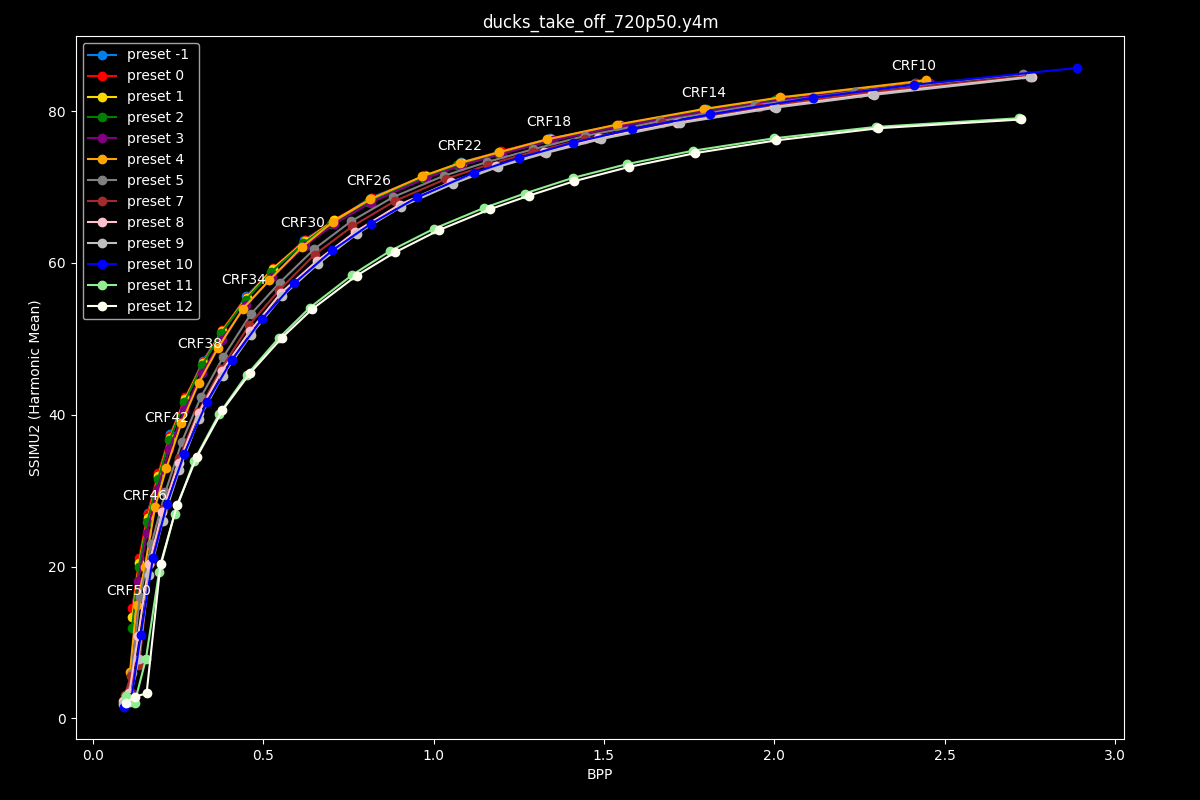 ducks_take_off_720p50.y4m
preset -1
preset 0
preset 1
preset 2
preset 3
preset 4
preset 5
preset 7
preset 8
preset 9
preset 10
preset 11
preset 12
CRF10
CRF14
CRF18
CRF22
CRF26
CRF30
CRF34
CRF38
CRF42
CRF46
CRF50
80
60
40
20
0
SSIMU2 (Harmonic Mean)
0.0 0.5 1.0 1.5 2.0 2.5 3.0
BPP